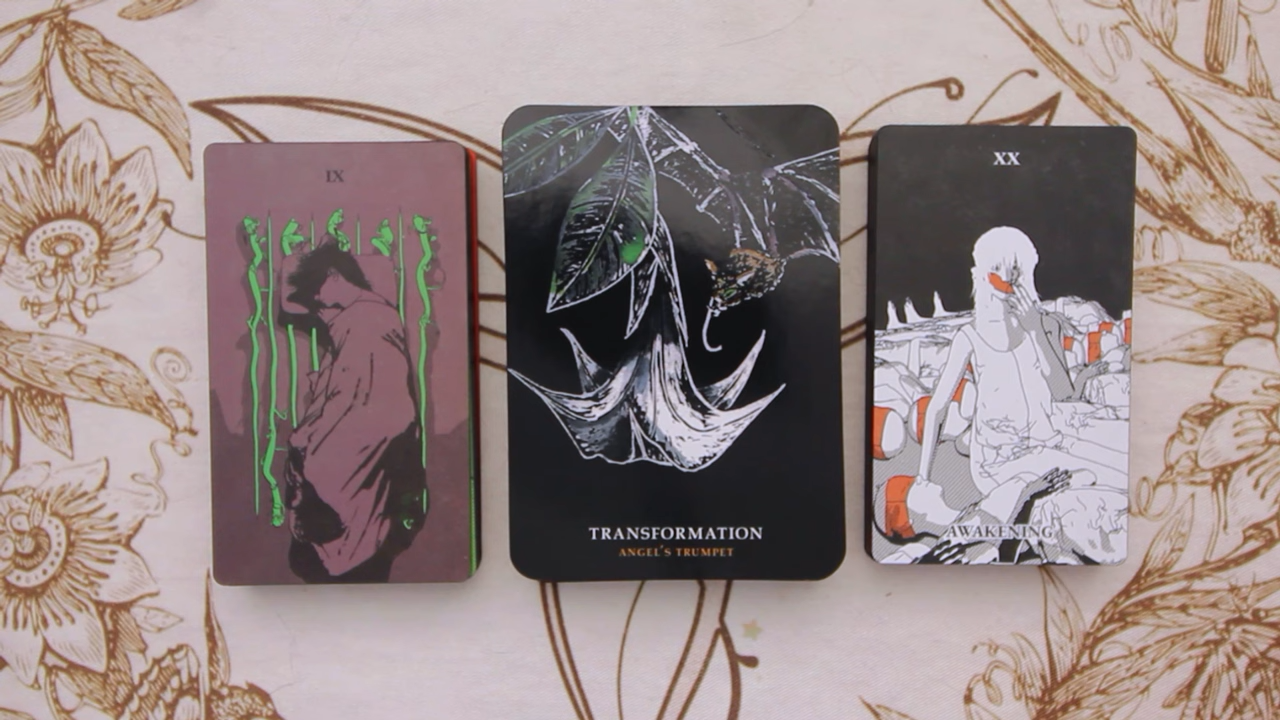 IX
TRANSFORMATION
ANGEL'S TRUMPET
XX
AWAKENING